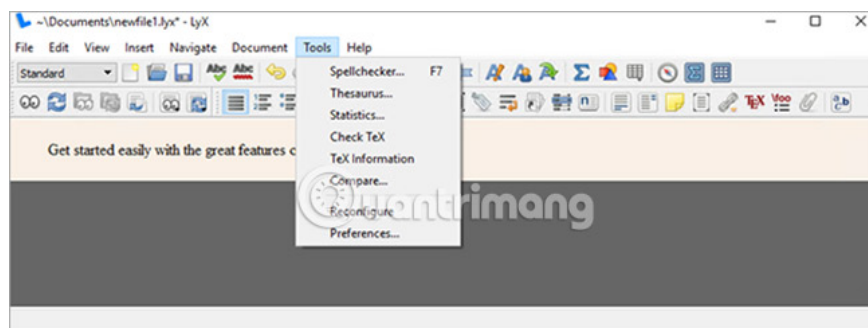 ~\Documents\newfile1.lyx* - LyX
File Edit View Insert Navigate Document Tools Help
Standard
Spellchecker... F7
Thesaurus...
Statistics...
Check TeX
TeX Information
Compare...
Reconfigure
Preferences...
Get started easily with the great features
Quantrimang